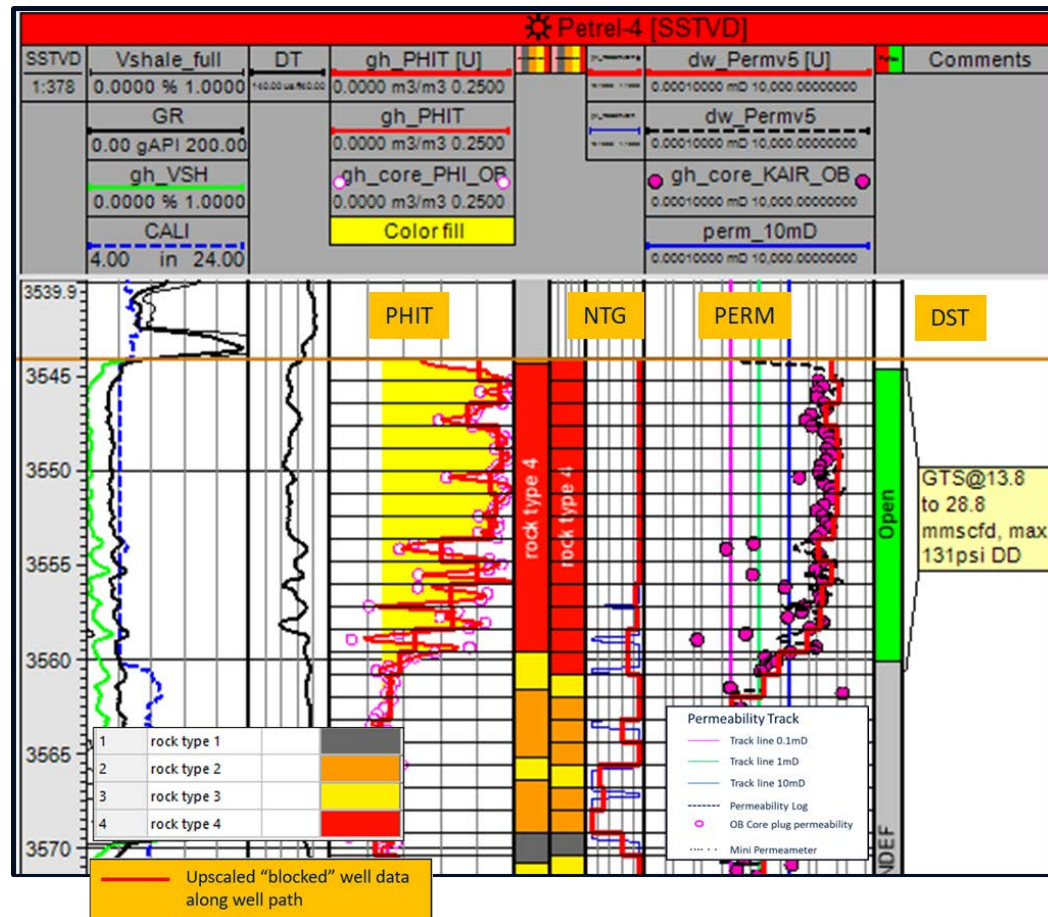 Petrel-4 [SSTVD]
SSTVD
1:378
Vshale_full
0.0000 % 1.0000
GR
0.00 gAPI 200.00
gh_VSH
0.0000 % 1.0000
CALI
4.00 in 24.00
DT
gh_PHIT [U]
0.0000 m3/m3 0.2500
gh_PHIT
0.0000 m3/m3 0.2500
gh_core_PHI_OB
0.0000 m3/m3 0.2500
Color fill
dw_Permv5 [U]
0.00010000 mD 10,000.00000000
dw_Permv5
0.00010000 mD 10,000.00000000
gh_core_KAIR_OB
0.00010000 mD 10,000.00000000
perm_10mD
0.00010000 mD 10,000.00000000
Comments
3539.9
PHIT
NTG
PERM
DST
3545
3550
3555
3560
3565
3570
rock type 4
rock type 4
Open
GTS@13.8
to 28.8
mmscfd, max
131psi DD
1 rock type 1
2 rock type 2
3 rock type 3
4 rock type 4
Permeability Track
Track line 0.1mD
Track line 1mD
Track line 10mD
Permeability Log
OB Core plug permeability
Mini Permeameter
NDEF
Upscaled “blocked” well data
along well path